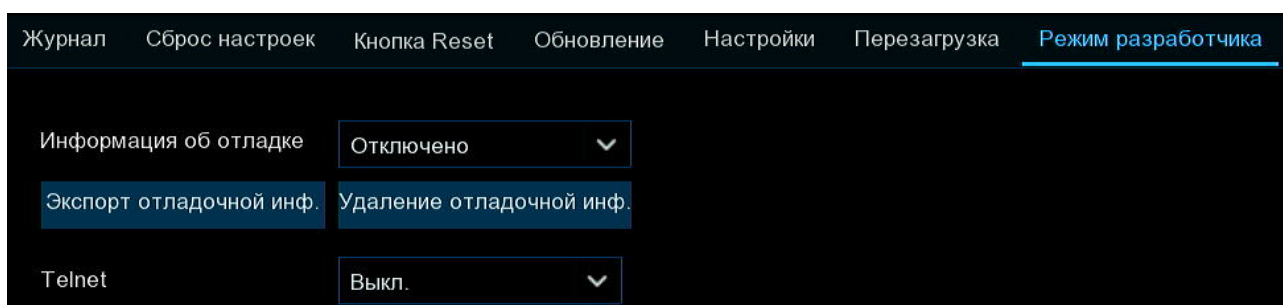 Журнал Сброс настроек Кнопка Reset Обновление Настройки Перезагрузка Режим разработчика
Информация об отладке Отключено
Экспорт отладочной инф. Удаление отладочной инф.
Telnet Выкл.